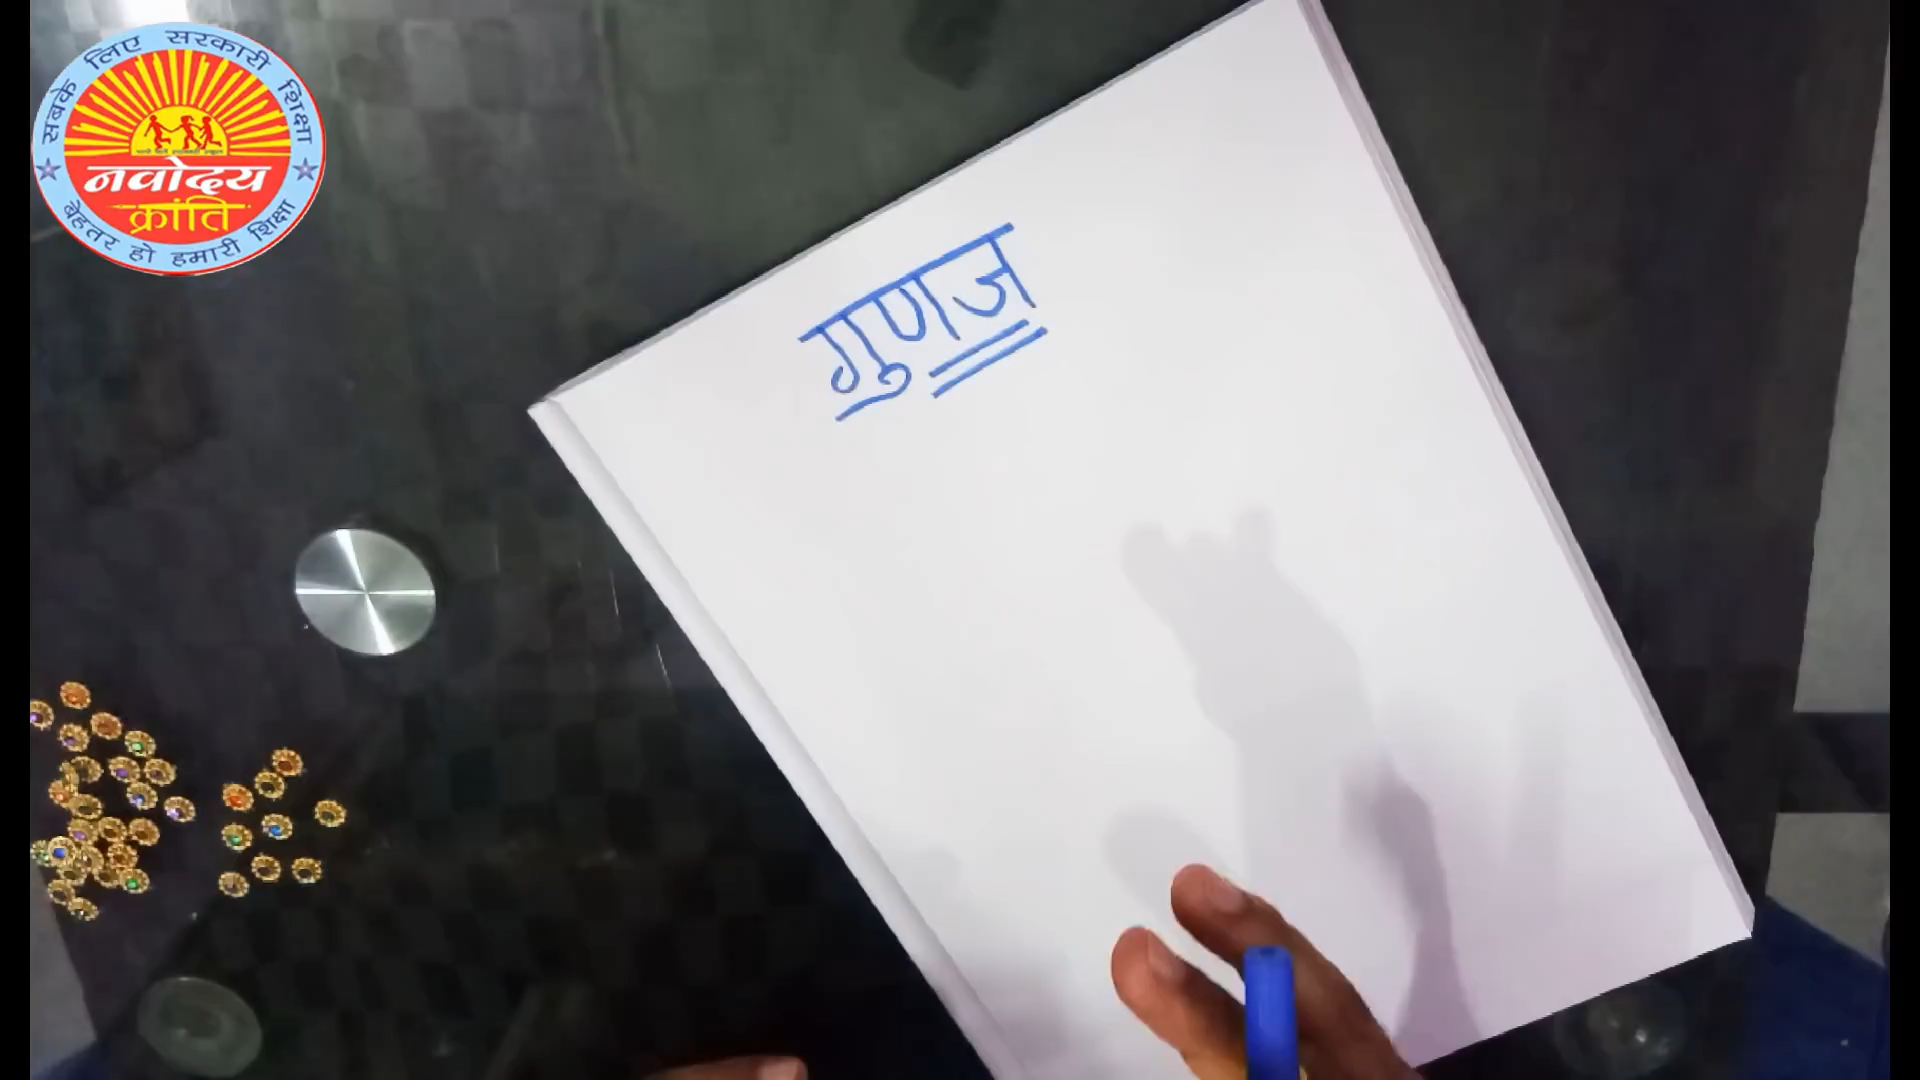 सबके लिए सरकारी शिक्षा
नवोदय
क्रांति
बेहतर हो हमारी शिक्षा
गुणज